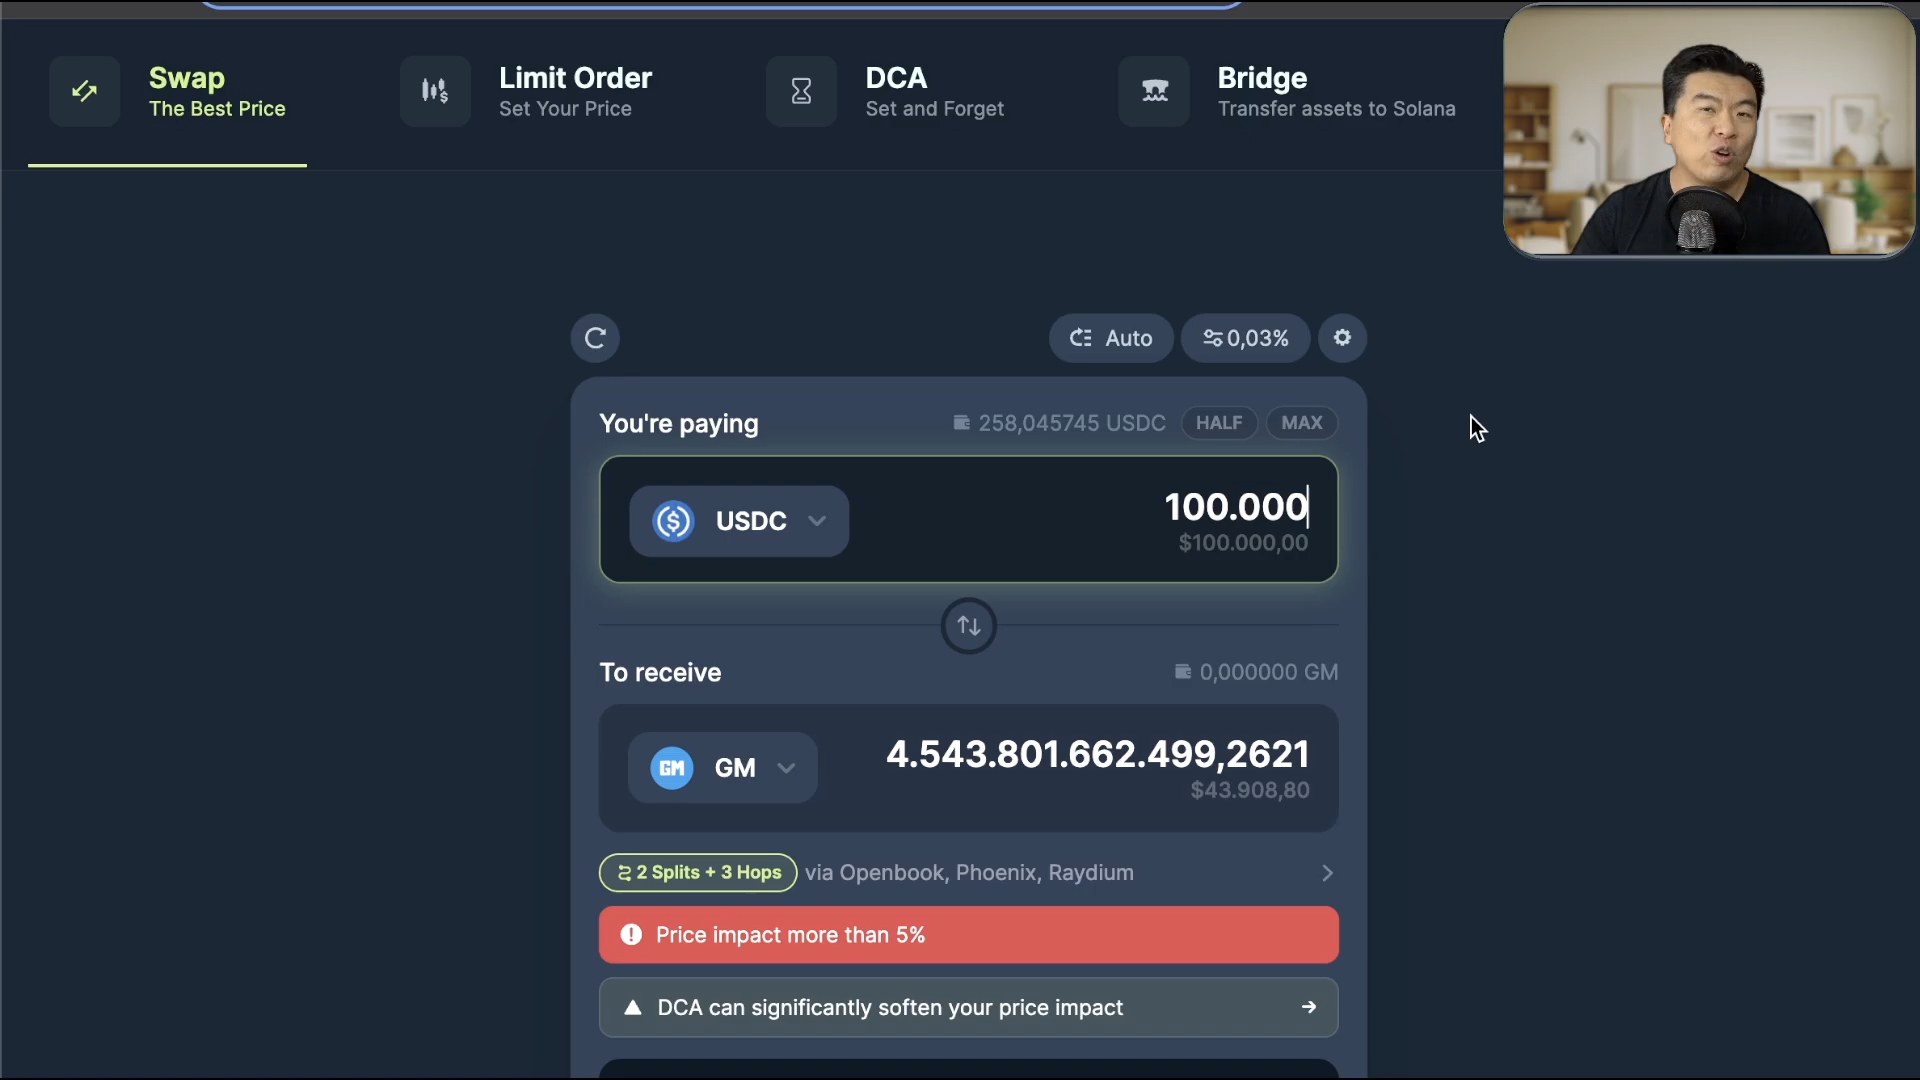 Swap
The Best Price
Limit Order
Set Your Price
DCA
Set and Forget
Bridge
Transfer assets to Solana
Auto
0,03%
You're paying
258,045745 USDC
HALF
MAX
USDC
100.000
$100.000,00
To receive
0,000000 GM
GM
GM
4.543.801.662.499,2621
$43.908,80
2 Splits + 3 Hops via Openbook, Phoenix, Raydium
Price impact more than 5%
DCA can significantly soften your price impact